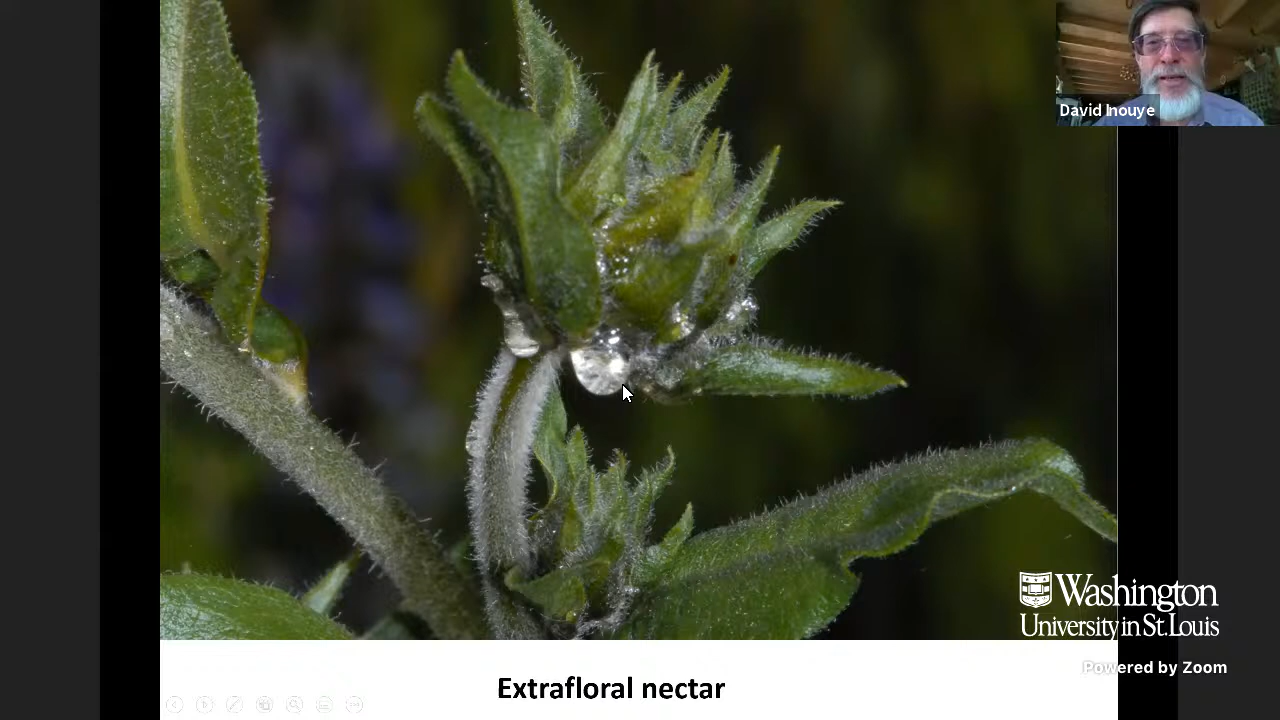 David Inouye
Washington
University in St. Louis
Powered by Zoom
Extrafloral nectar